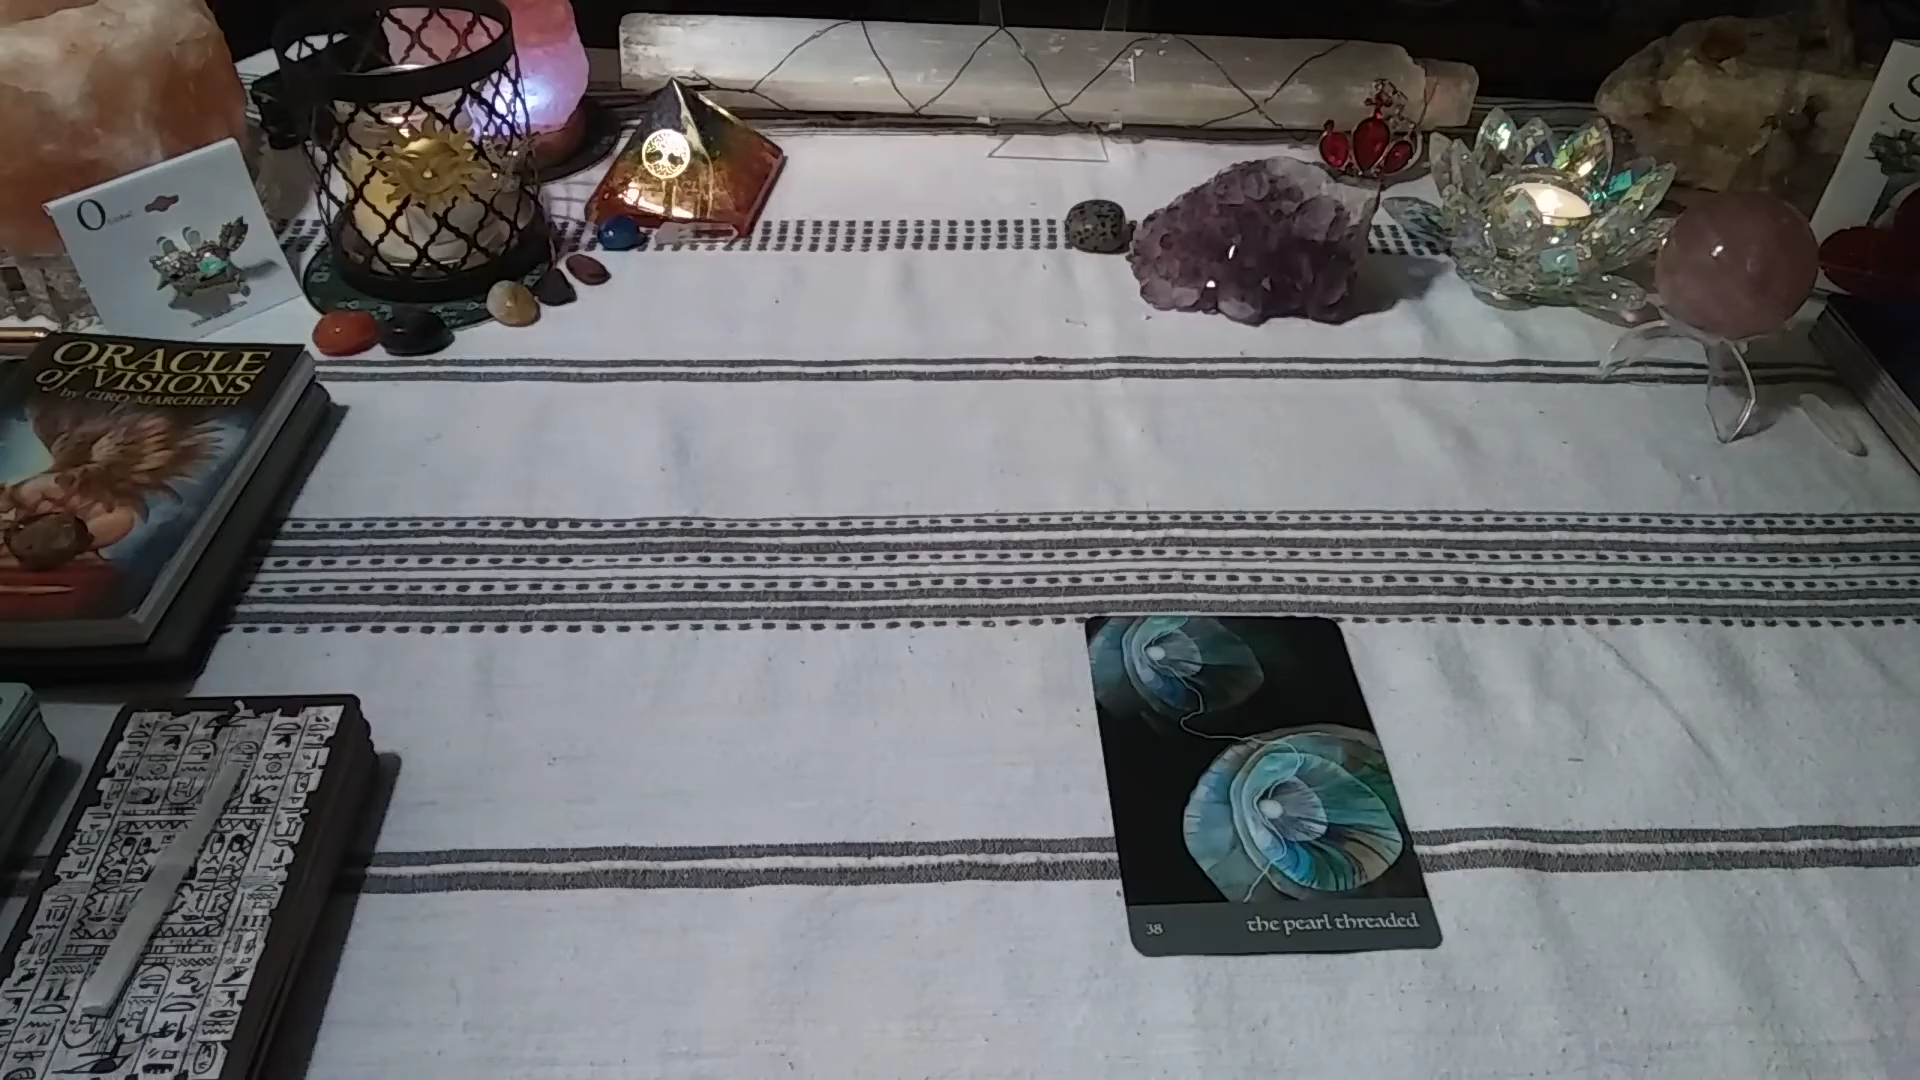 O
S
ORACLE
of VISIONS
by CIRO MARCHETTI
38
the pearl threaded